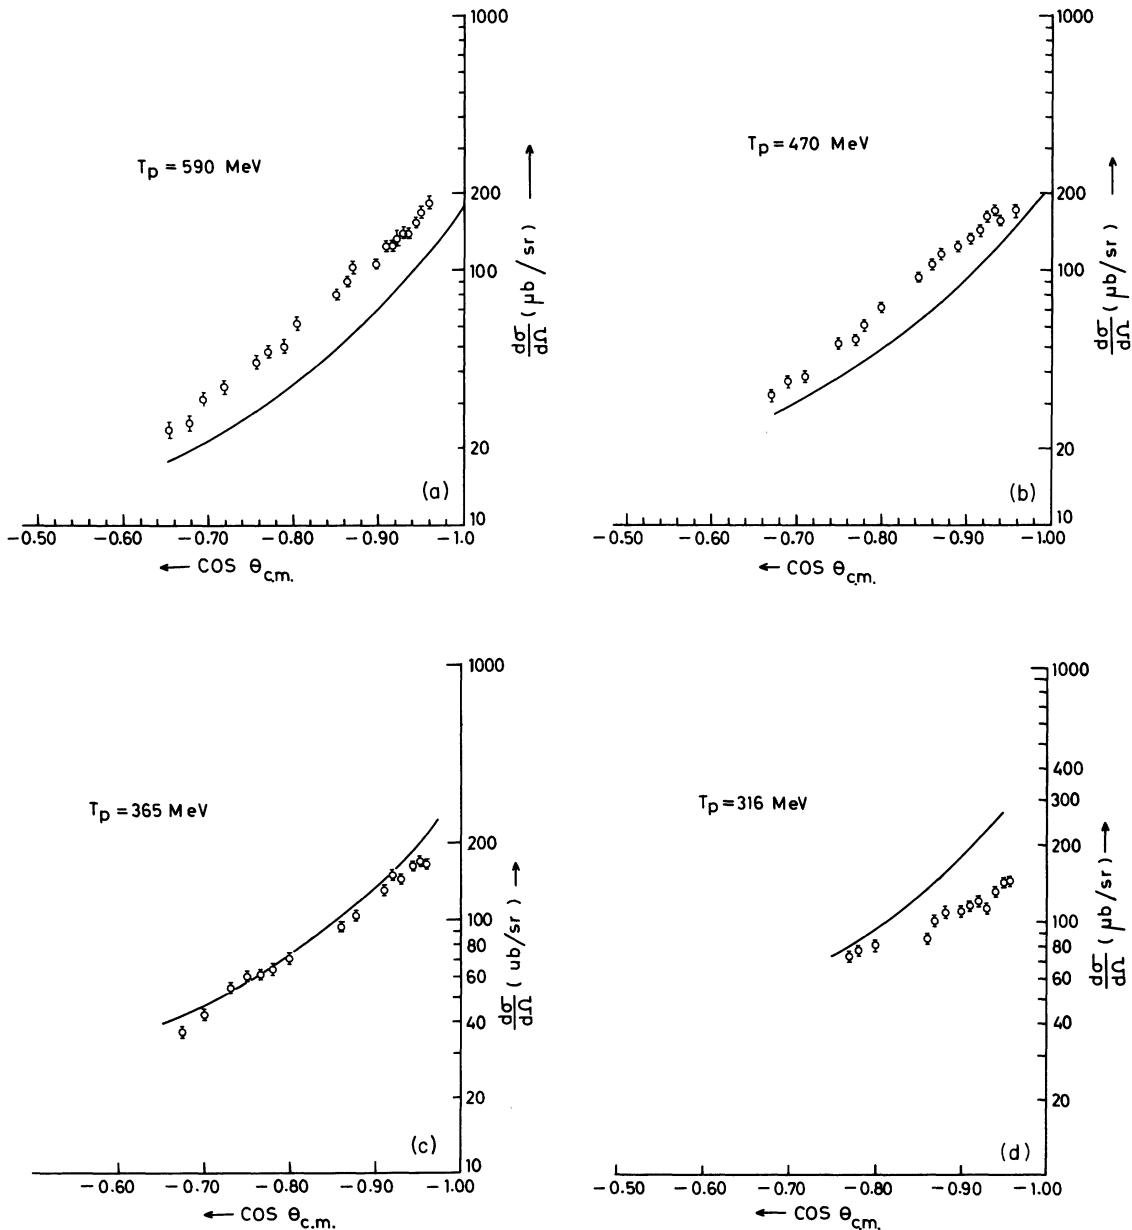 1000
T_p = 590 MeV
200
100
dσ/dΩ (μb/sr) →
20
(a)
10
−0.50 −0.60 −0.70 −0.80 −0.90 −1.0
← COS θ_c.m.
1000
T_p = 470 MeV
200
100
dσ/dΩ (μb/sr) →
20
(b)
10
−0.50 −0.60 −0.70 −0.80 −0.90 −1.00
← COS θ_c.m.
1000
T_p = 365 MeV
200
100
80
60
40
dσ/dΩ (ub/sr) →
20
(c)
10
−0.60 −0.70 −0.80 −0.90 −1.00
← COS θ_c.m.
1000
400
T_p = 316 MeV
300
200
100
80
60
40
dσ/dΩ (μb/sr) →
20
(d)
−0.50 −0.60 −0.70 −0.80 −0.90 −1.00
← COS θ_c.m.